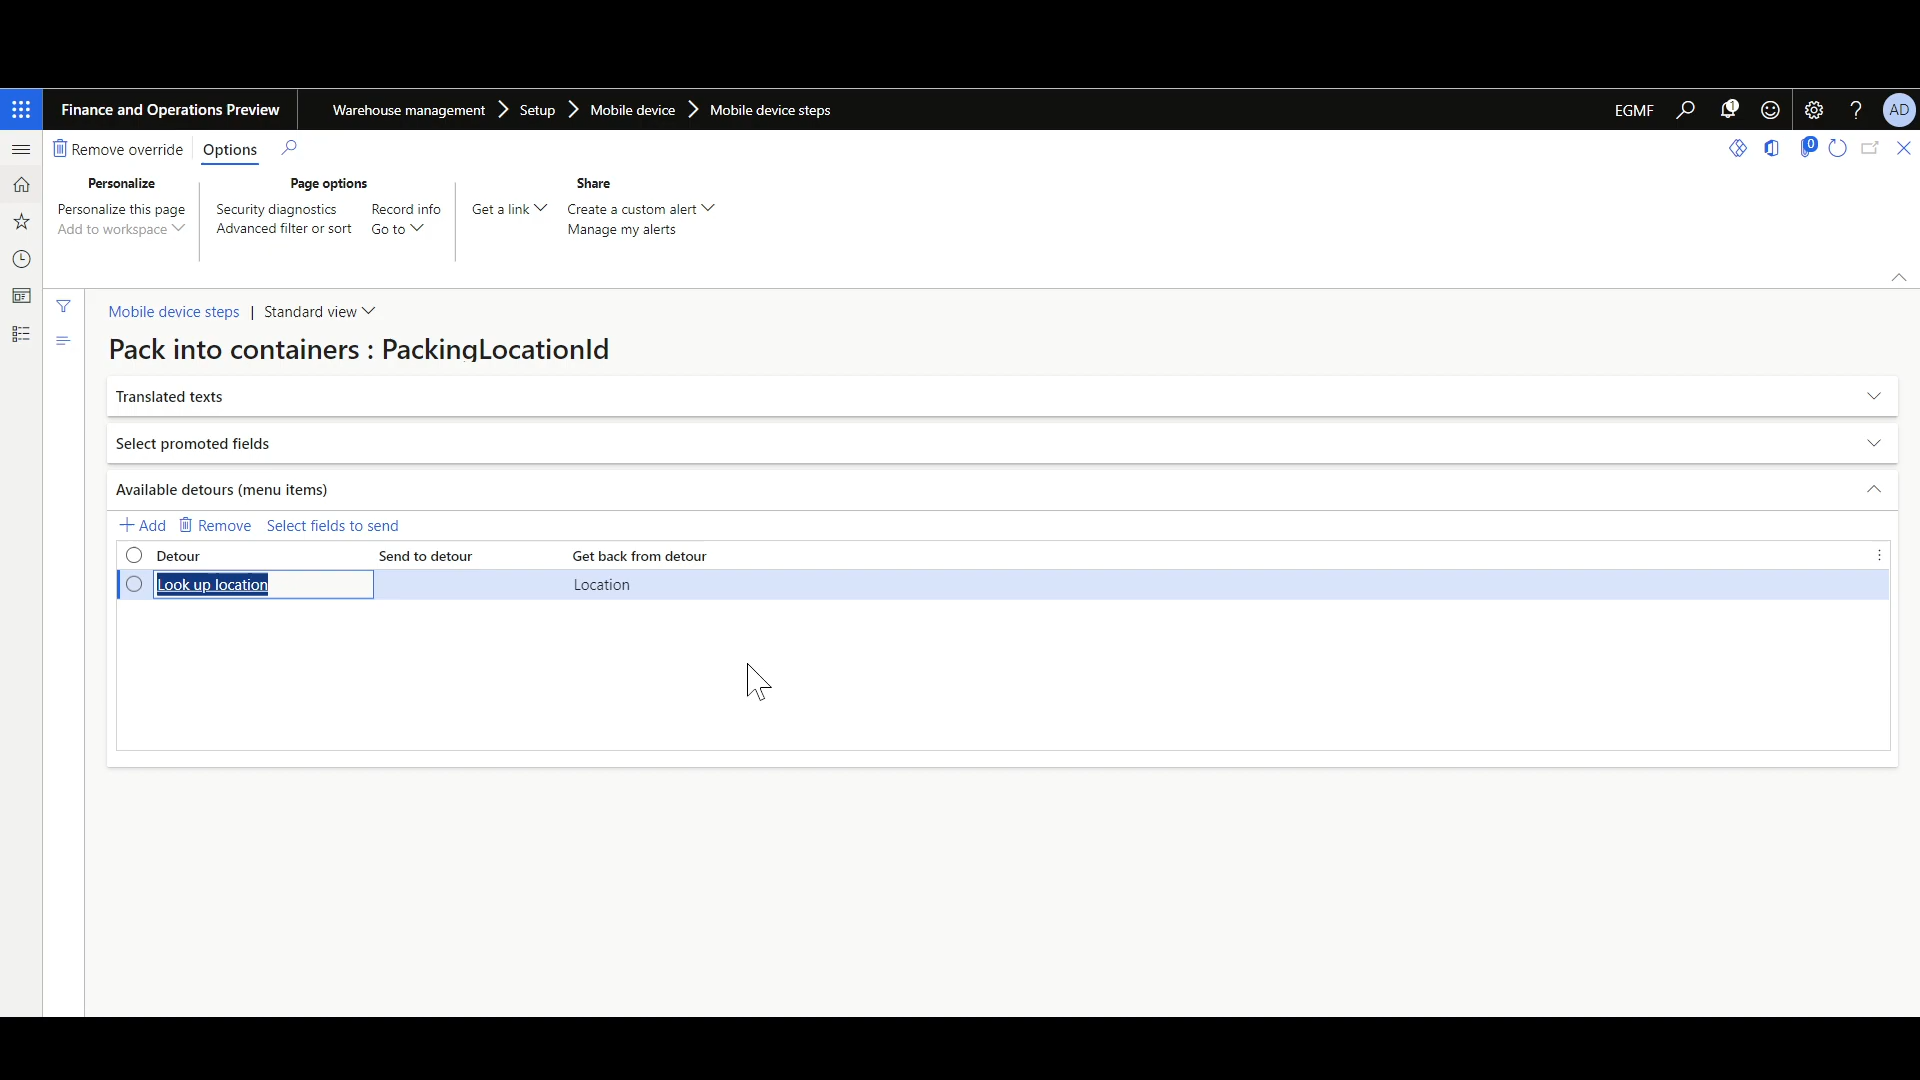 Finance and Operations Preview
Warehouse management Setup Mobile device Mobile device steps
EGMF 1 ? AD
Remove override Options
0
Personalize
Personalize this page
Add to workspace
Page options
Security diagnostics Record info
Advanced filter or sort Go to
Share
Get a link Create a custom alert
Manage my alerts
Mobile device steps | Standard view
Pack into containers : PackingLocationId
Translated texts
Select promoted fields
Available detours (menu items)
Add Remove Select fields to send
Detour Send to detour Get back from detour
Look up location Location